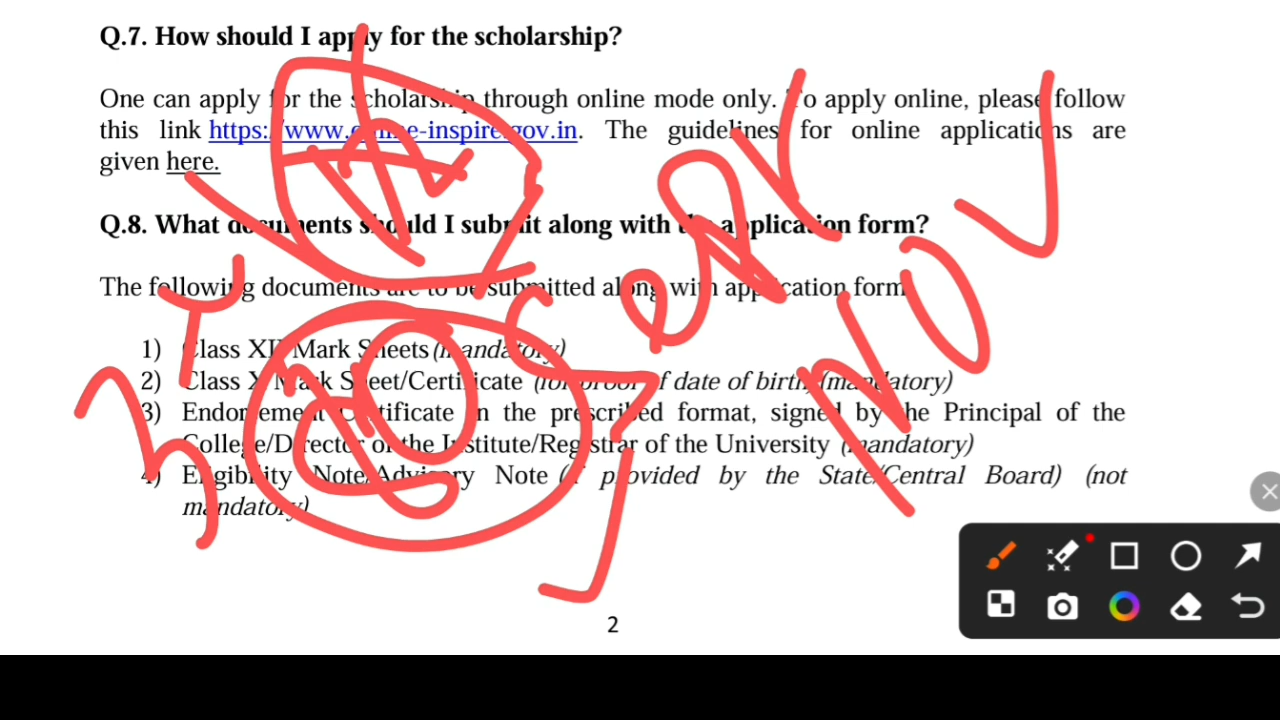 Q.7. How should I apply for the scholarship?
One can apply for the scholarship through online mode only. To apply online, please follow
this link https://www.online-inspire.gov.in. The guidelines for online applications are
given here.
Q.8. What documents should I submit along with the application form?
The following documents are to be submitted along with application form
1) Class XII Mark Sheets (mandatory)
2) Class X Mark Sheet/Certificate (for proof of date of birth) (mandatory)
3) Endorsement Certificate in the prescribed format, signed by the Principal of the
College/Director of the Institute/Registrar of the University (mandatory)
4) Eligibility Note/Advisory Note (if provided by the State/Central Board) (not
mandatory)
NOV
2